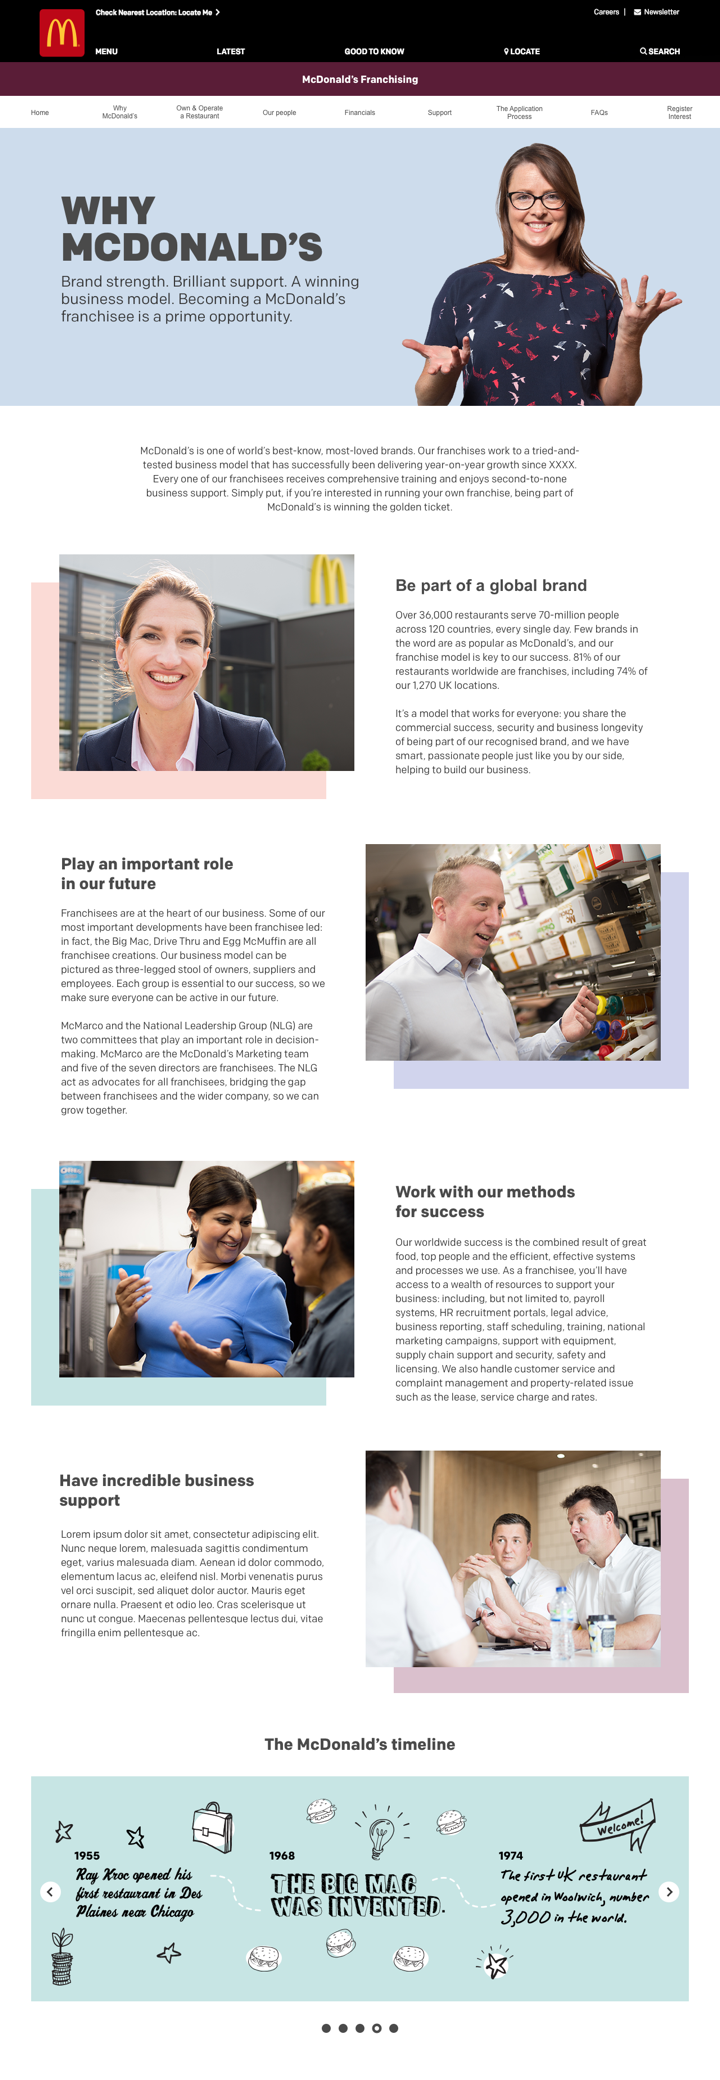 Check Nearest Location: Locate Me
Careers |
Newsletter
MENU
LATEST
GOOD TO KNOW
LOCATE
SEARCH
McDonald's Franchising
Home
Why
McDonald's
Own & Operate
a Restaurant
Our people
Financials
Support
The Application
Process
FAQs
Register
Interest
WHY
MCDONALD'S
Brand strength. Brilliant support. A winning
business model. Becoming a McDonald's
franchisee is a prime opportunity.
McDonald's is one of world's best-know, most-loved brands. Our franchises work to a tried-and-
tested business model that has successfully been delivering year-on-year growth since XXXX.
Every one of our franchisees receives comprehensive training and enjoys second-to-none
business support. Simply put, if you're interested in running your own franchise, being part of
McDonald's is winning the golden ticket.
Be part of a global brand
Over 36,000 restaurants serve 70-million people
across 120 countries, every single day. Few brands in
the word are as popular as McDonald's, and our
franchise model is key to our success. 81% of our
restaurants worldwide are franchises, including 74% of
our 1,270 UK locations.
It's a model that works for everyone: you share the
commercial success, security and business longevity
of being part of our recognised brand, and we have
smart, passionate people just like you by our side,
helping to build our business.
Play an important role
in our future
Franchisees are at the heart of our business. Some of our
most important developments have been franchisee led:
in fact, the Big Mac, Drive Thru and Egg McMuffin are all
franchisee creations. Our business model can be
pictured as three-legged stool of owners, suppliers and
employees. Each group is essential to our success, so we
make sure everyone can be active in our future.
McMarco and the National Leadership Group (NLG) are
two committees that play an important role in decision-
making. McMarco are the McDonald's Marketing team
and five of the seven directors are franchisees. The NLG
act as advocates for all franchisees, bridging the gap
between franchisees and the wider company, so we can
grow together.
Work with our methods
for success
Our worldwide success is the combined result of great
food, top people and the efficient, effective systems
and processes we use. As a franchisee, you'll have
access to a wealth of resources to support your
business: including, but not limited to, payroll
systems, HR recruitment portals, legal advice,
business reporting, staff scheduling, training, national
marketing campaigns, support with equipment,
supply chain support and security, safety and
licensing. We also handle customer service and
complaint management and property-related issue
such as the lease, service charge and rates.
Have incredible business
support
Lorem ipsum dolor sit amet, consectetur adipiscing elit.
Nunc neque lorem, malesuada sagittis condimentum
eget, varius malesuada diam. Aenean id dolor commodo,
elementum lacus ac, eleifend nisl. Morbi venenatis purus
vel orci suscipit, sed aliquet dolor auctor. Mauris eget
ornare nulla. Praesent et odio leo. Cras scelerisque ut
nunc ut congue. Maecenas pellentesque lectus dui, vitae
fringilla enim pellentesque ac.
The McDonald's timeline
Welcome!
1955
Ray Kroc opened his
first restaurant in Des
Plaines near Chicago
1968
THE BIG MAC
WAS INVENTED.
1974
The first UK restaurant
opened in Woolwich, number
3,000 in the world.